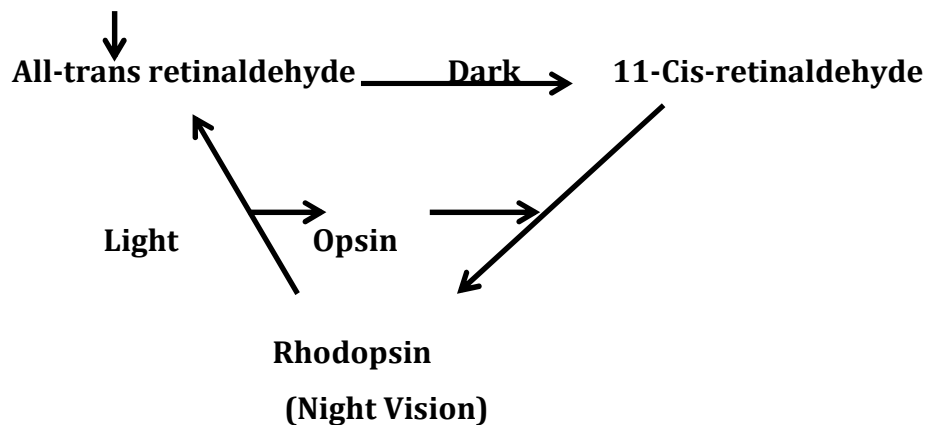 All-trans retinaldehyde Dark 11-Cis-retinaldehyde
Light Opsin
Rhodopsin
(Night Vision)